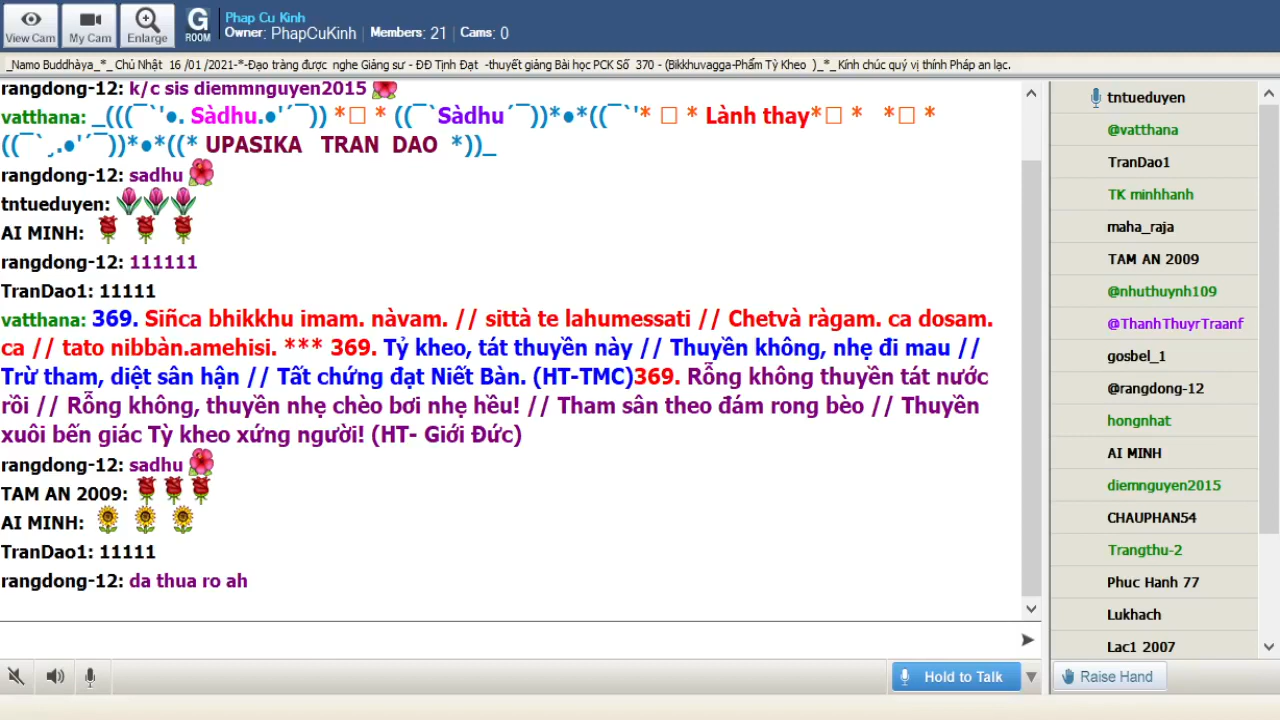 View Cam
My Cam
Enlarge
G
ROOM
Phap Cu Kinh
Owner: PhapCuKinh Members: 21 Cams: 0
_Namo Buddhàya_*_ Chủ Nhật 16 /01 /2021-*-Đạo tràng được nghe Giảng sư - ĐĐ Tịnh Đạt -thuyết giảng Bài học PCK Số 370 - (Bikkhuvagga-Phẩm Tỳ Kheo )_*_ Kính chúc quý vị thính Pháp an lạc.
rangdong-12: k/c sis diemmnguyen2015
vatthana: _(((¯`'●. Sàdhu.●'´¯)) *□ * ((¯`Sàdhu´¯))*●*((¯`'* □ * Lành thay*□ * *□ *
((¯`¸.●'´¯))*●*((* UPASIKA TRAN DAO *))_
rangdong-12: sadhu
tntueduyen:
AI MINH:
rangdong-12: 111111
TranDao1: 11111
vatthana: 369. Siñca bhikkhu imam. nàvam. // sittà te lahumessati // Chetvà ràgam. ca dosam.
ca // tato nibbàn.amehisi. *** 369. Tỷ kheo, tát thuyền này // Thuyền không, nhẹ đi mau //
Trừ tham, diệt sân hận // Tất chứng đạt Niết Bàn. (HT-TMC)369. Rỗng không thuyền tát nước
rồi // Rỗng không, thuyền nhẹ chèo bơi nhẹ hều! // Tham sân theo đám rong bèo // Thuyền
xuôi bến giác Tỳ kheo xứng người! (HT- Giới Đức)
rangdong-12: sadhu
TAM AN 2009:
AI MINH:
TranDao1: 11111
rangdong-12: da thua ro ah
Hold to Talk
tntueduyen
@vatthana
TranDao1
TK minhhanh
maha_raja
TAM AN 2009
@nhuthuynh109
@ThanhThuyrTraanf
gosbel_1
@rangdong-12
hongnhat
AI MINH
diemnguyen2015
CHAUPHAN54
Trangthu-2
Phuc Hanh 77
Lukhach
Lac1 2007
Raise Hand